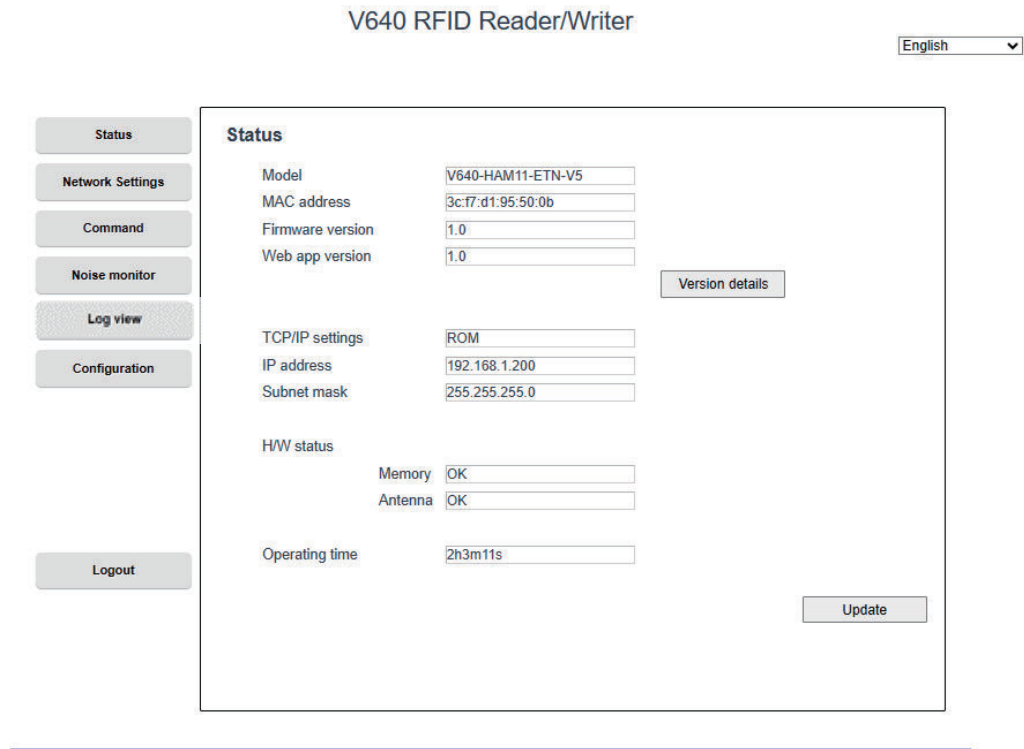 V640 RFID Reader/Writer
English
Status
Network Settings
Command
Noise monitor
Log view
Configuration
Logout
Status
Model V640-HAM11-ETN-V5
MAC address 3c:f7:d1:95:50:0b
Firmware version 1.0
Web app version 1.0
Version details
TCP/IP settings ROM
IP address 192.168.1.200
Subnet mask 255.255.255.0
H/W status
Memory OK
Antenna OK
Operating time 2h3m11s
Update